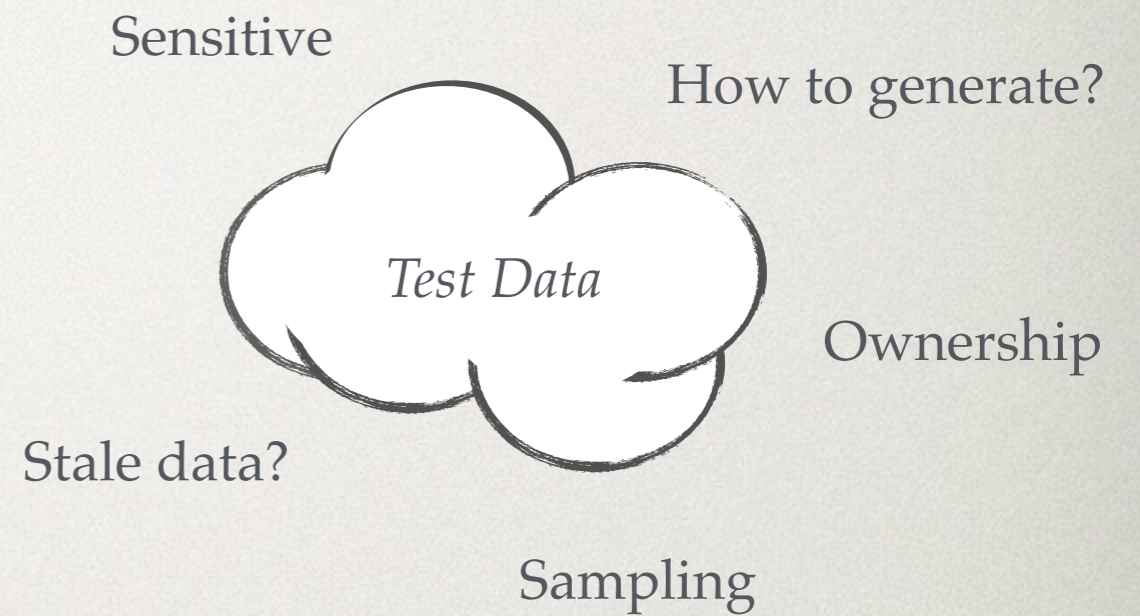 Sensitive
How to generate?
Test Data
Ownership
Stale data?
Sampling